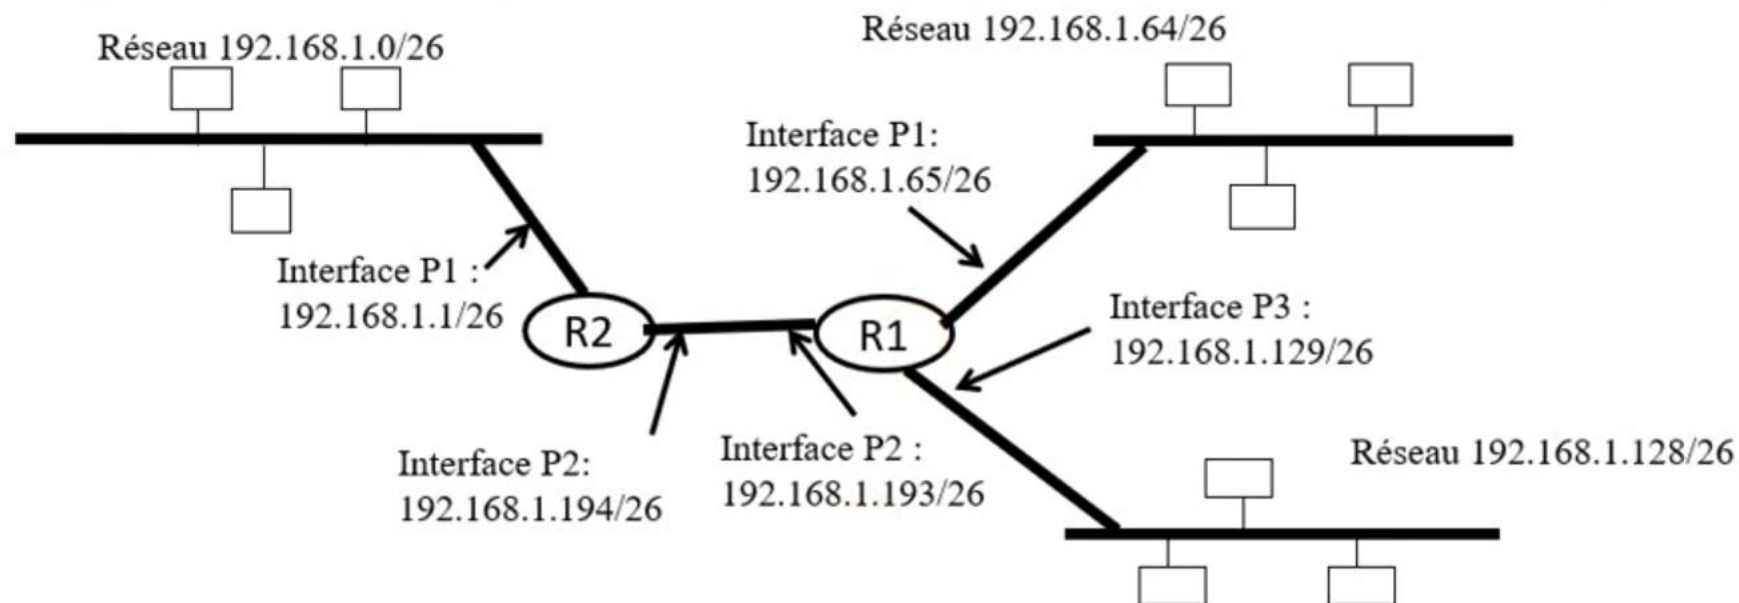 Réseau 192.168.1.0/26
Réseau 192.168.1.64/26
Interface P1:
192.168.1.65/26
Interface P1 :
192.168.1.1/26
R2
R1
Interface P3 :
192.168.1.129/26
Interface P2:
192.168.1.194/26
Interface P2 :
192.168.1.193/26
Réseau 192.168.1.128/26